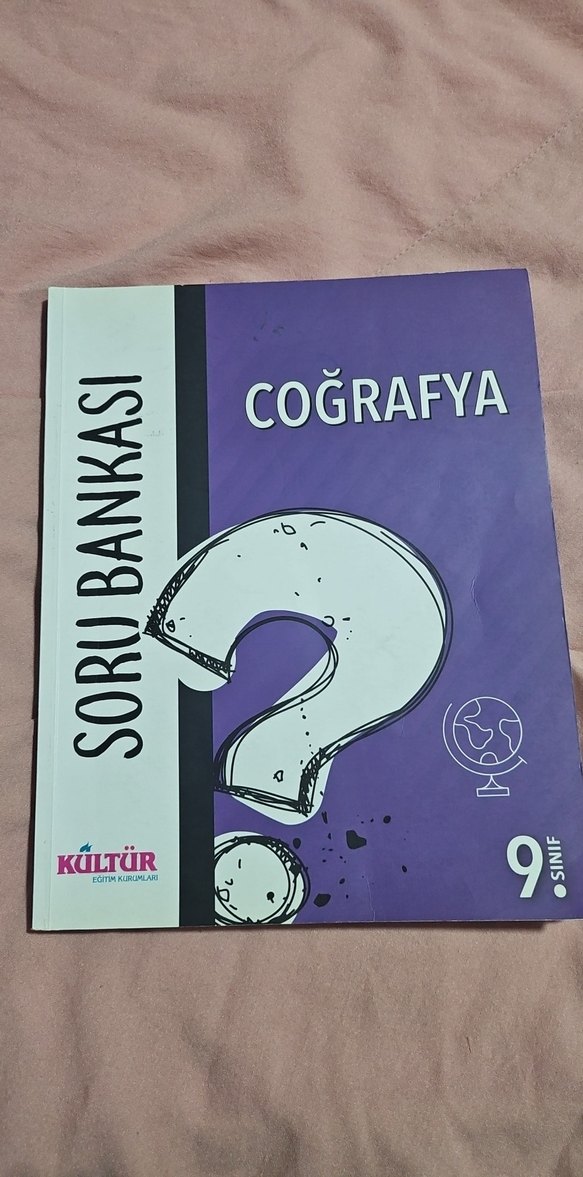 COĞRAFYA
SORU BANKASI
KÜLTÜR
EĞİTİM KURUMLARI
9. SINIF